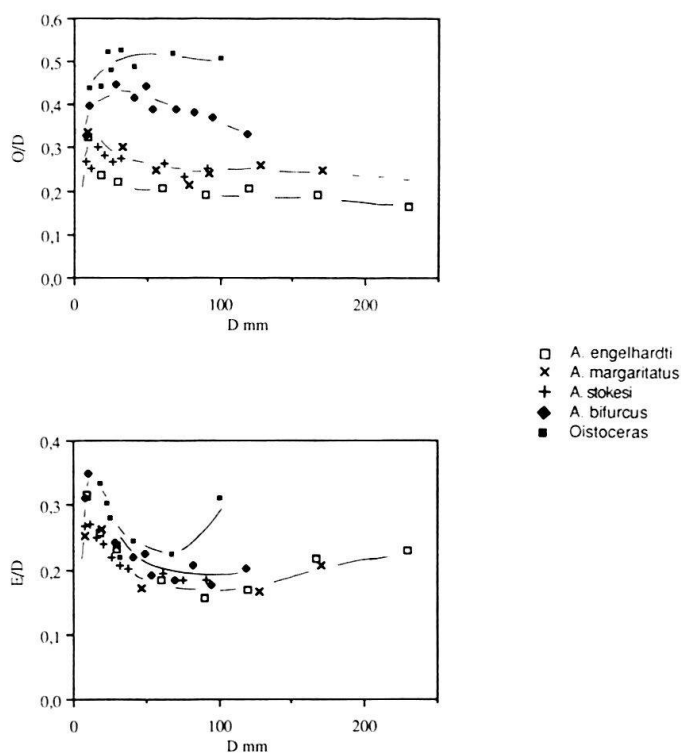 0,6
0,5
0,4
0,3
0,2
0,1
0,0
O/D
0 100 200
D mm
A. engelhardti
A. margaritatus
A. stokesi
A. bifurcus
Oistoceras
0,4
0,3
0,2
0,1
0,0
E/D
0 100 200
D mm